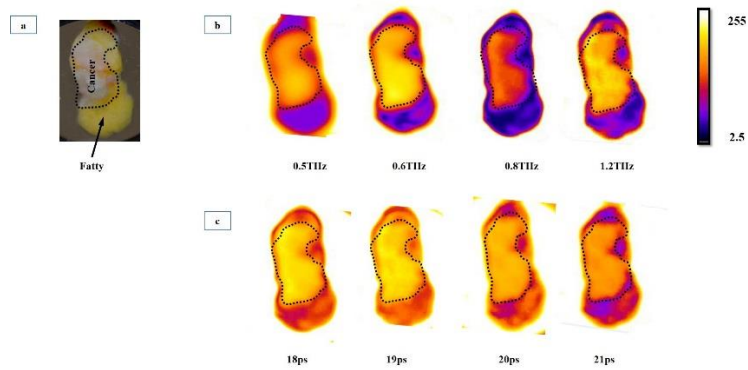 a
Cancer
Fatty
b
0.5THz
0.6THz
0.8THz
1.2THz
255
2.5
c
18ps
19ps
20ps
21ps